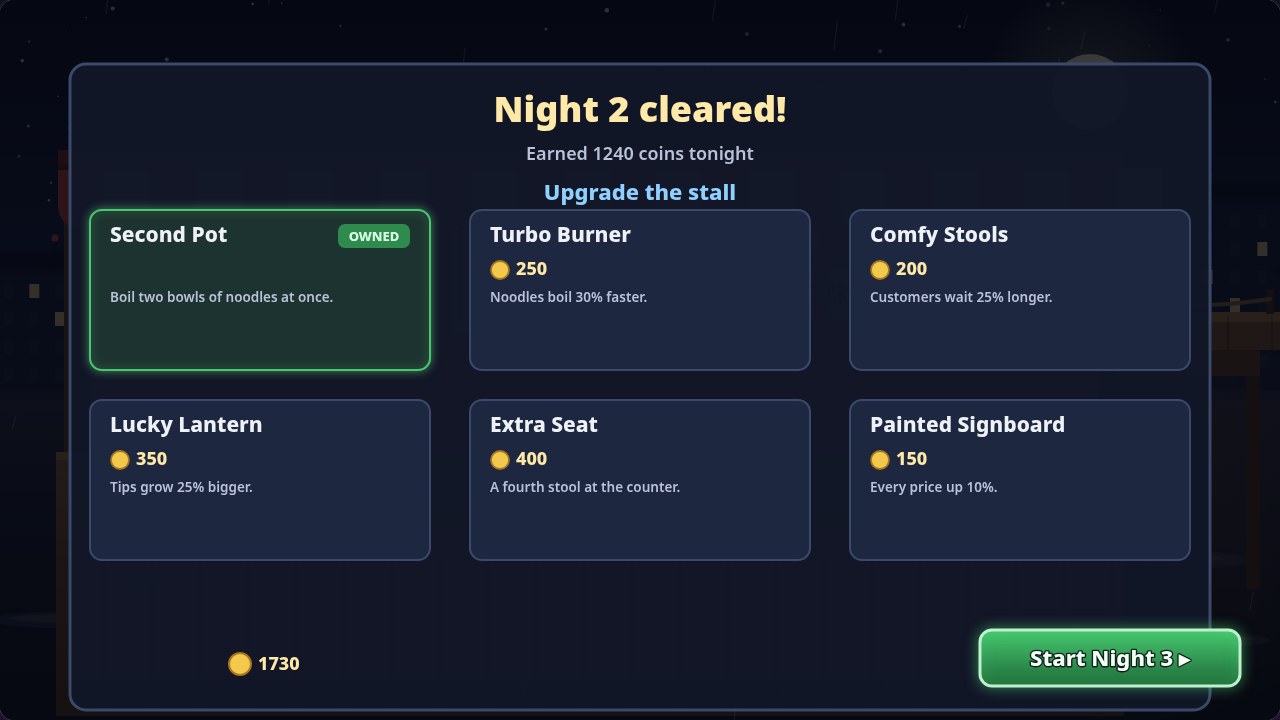 Night 2 cleared!
Earned 1240 coins tonight
Upgrade the stall
Second Pot
OWNED
Boil two bowls of noodles at once.
Turbo Burner
250
Noodles boil 30% faster.
Comfy Stools
200
Customers wait 25% longer.
Lucky Lantern
350
Tips grow 25% bigger.
Extra Seat
400
A fourth stool at the counter.
Painted Signboard
150
Every price up 10%.
1730
Start Night 3 ▸